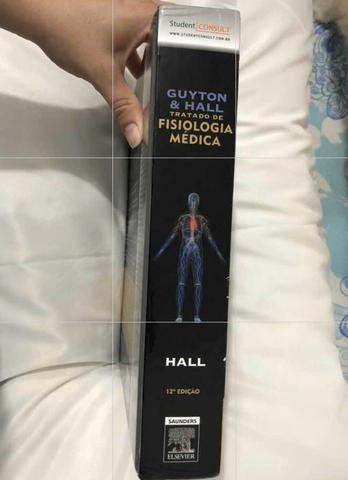 Student CONSULT
WWW.STUDENTCONSULT.COM.BR
GUYTON
& HALL
TRATADO DE
FISIOLOGIA
MÉDICA
HALL
12ª EDIÇÃO
SAUNDERS
ELSEVIER